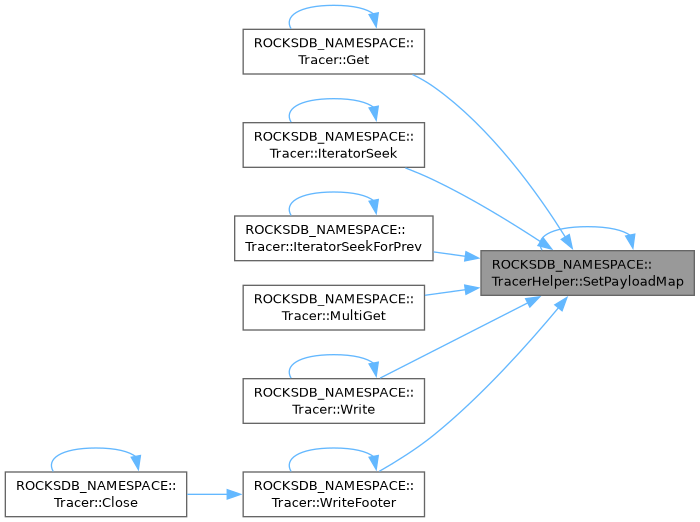 ROCKSDB_NAMESPACE::
Tracer::Get
ROCKSDB_NAMESPACE::
Tracer::IteratorSeek
ROCKSDB_NAMESPACE::
Tracer::IteratorSeekForPrev
ROCKSDB_NAMESPACE::
TracerHelper::SetPayloadMap
ROCKSDB_NAMESPACE::
Tracer::MultiGet
ROCKSDB_NAMESPACE::
Tracer::Write
ROCKSDB_NAMESPACE::
Tracer::Close
ROCKSDB_NAMESPACE::
Tracer::WriteFooter